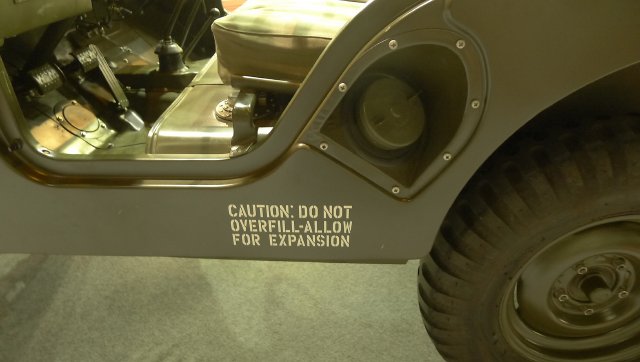 CAUTION: DO NOT
OVERFILL-ALLOW
FOR EXPANSION